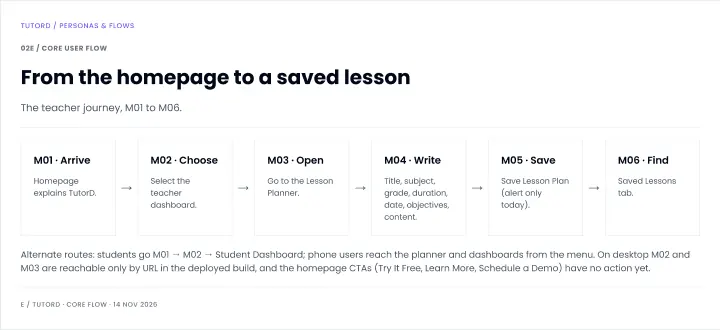 TUTORD / PERSONAS & FLOWS
02E / CORE USER FLOW
From the homepage to a saved lesson
The teacher journey, M01 to M06.
M01 · Arrive
Homepage
explains TutorD.
→
M02 · Choose
Select the
teacher
dashboard.
→
M03 · Open
Go to the Lesson
Planner.
→
M04 · Write
Title, subject,
grade, duration,
date, objectives,
content.
→
M05 · Save
Save Lesson Plan
(alert only
today).
→
M06 · Find
Saved Lessons
tab.
Alternate routes: students go M01 → M02 → Student Dashboard; phone users reach the planner and dashboards from the menu. On desktop M02 and
M03 are reachable only by URL in the deployed build, and the homepage CTAs (Try It Free, Learn More, Schedule a Demo) have no action yet.
E / TUTORD · CORE FLOW · 14 NOV 2026